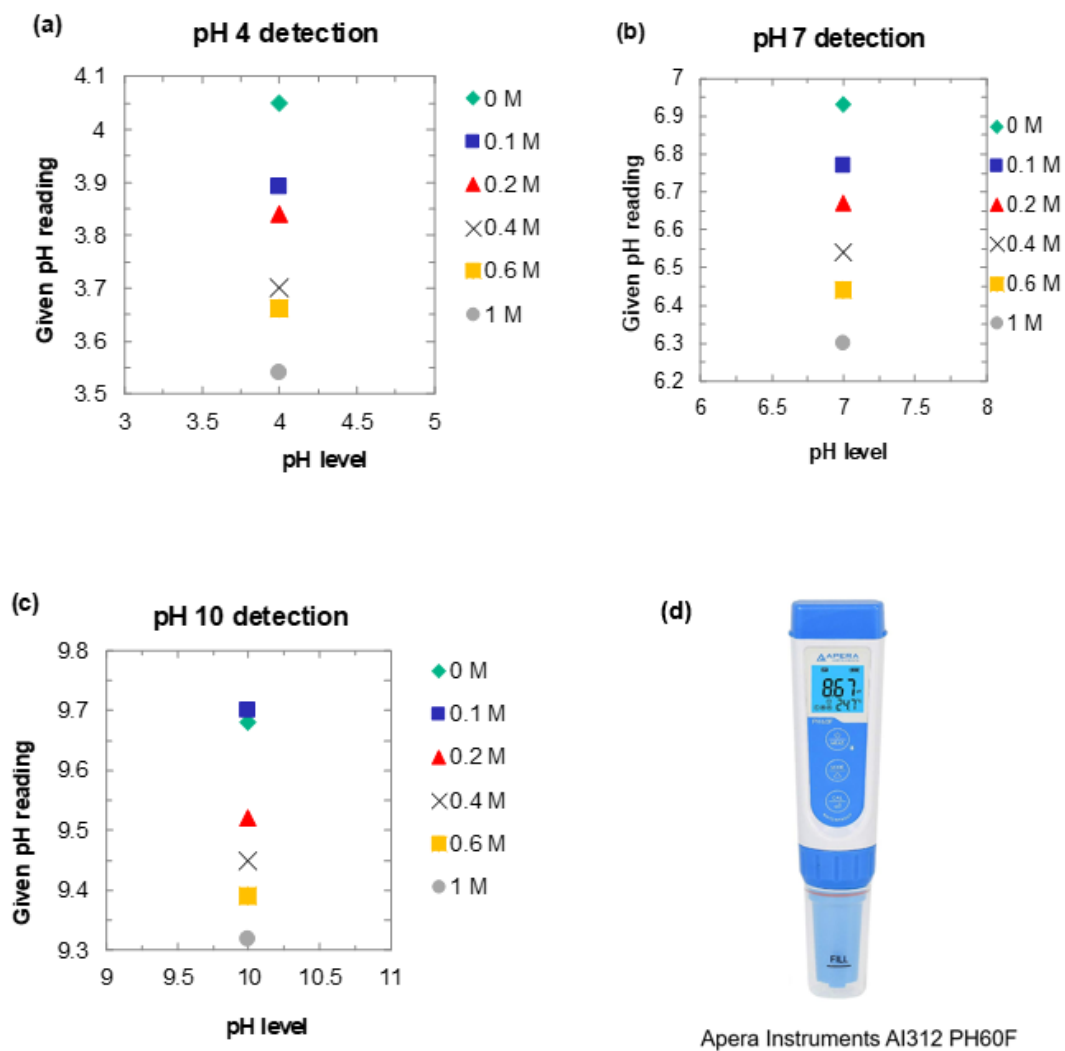 (a)
pH 4 detection
Given pH reading
4.1
4
3.9
3.8
3.7
3.6
3.5
3 3.5 4 4.5 5
pH level
0 M
0.1 M
0.2 M
0.4 M
0.6 M
1 M
(b)
pH 7 detection
Given pH reading
7
6.9
6.8
6.7
6.6
6.5
6.4
6.3
6.2
6 6.5 7 7.5 8
pH level
0 M
0.1 M
0.2 M
0.4 M
0.6 M
1 M
(c)
pH 10 detection
Given pH reading
9.8
9.7
9.6
9.5
9.4
9.3
9 9.5 10 10.5 11
pH level
0 M
0.1 M
0.2 M
0.4 M
0.6 M
1 M
(d)
APERA
8.67
24.7
FILL
Apera Instruments AI312 PH60F